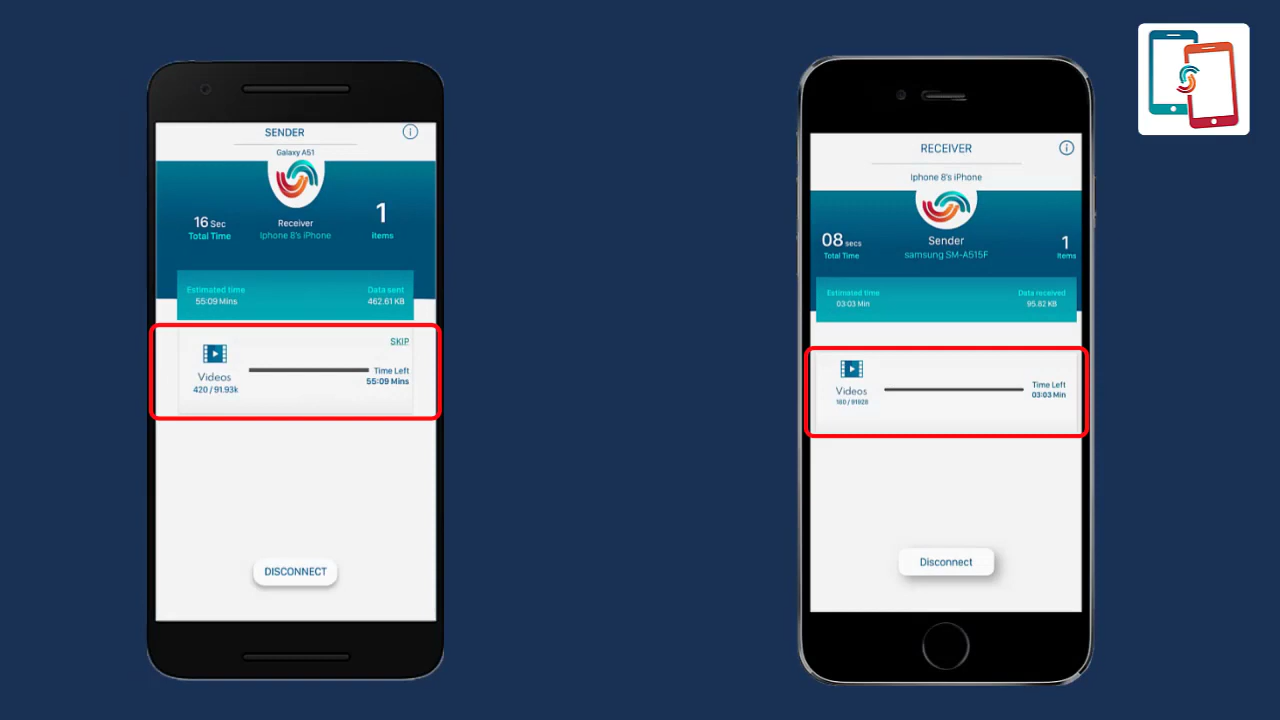 SENDER
Galaxy A51
16 Sec
Total Time
Receiver
Iphone 8's iPhone
1
Items
Estimated time
55:09 Mins
Data sent
462.61 KB
SKIP
Videos
420 / 91.93k
Time Left
55:09 Mins
DISCONNECT
RECEIVER
Iphone 8's iPhone
08 secs
Total Time
Sender
samsung SM-A515F
1
Items
Estimated time
03:03 Min
Data received
95.82 KB
Videos
180 / 91928
Time Left
03:03 Min
Disconnect